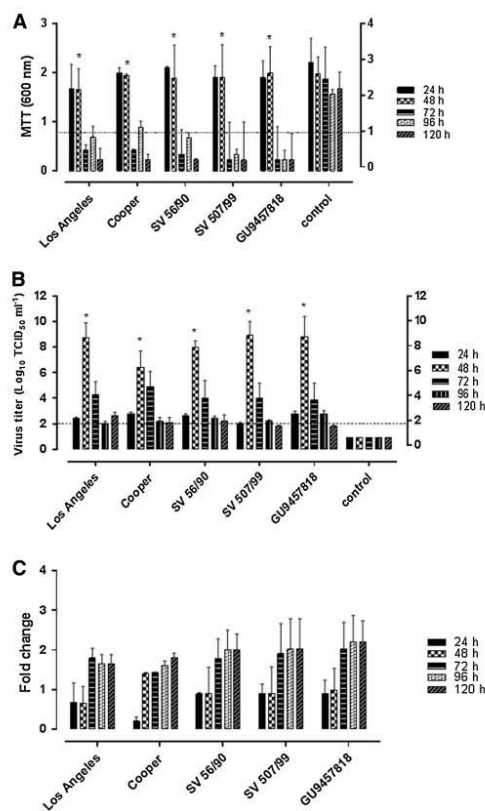 A
MTT (600 nm)
3
2
1
0
4
3
2
1
0
24 h
48 h
72 h
96 h
120 h
Los Angeles
Cooper
SV 56/90
SV 507/99
GU9457818
control
B
Virus titer (Log10 TCID50 ml-1)
12
10
8
6
4
2
0
12
10
8
6
4
2
0
24 h
48 h
72 h
96 h
120 h
Los Angeles
Cooper
SV 56/90
SV 507/99
GU9457818
control
C
Fold change
4
3
2
1
0
24 h
48 h
72 h
96 h
120 h
Los Angeles
Cooper
SV 56/90
SV 507/99
GU9457818